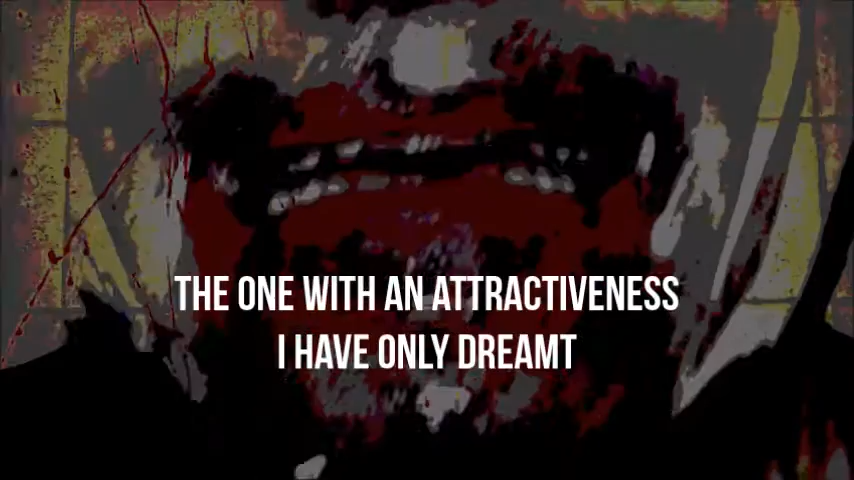 THE ONE WITH AN ATTRACTIVENESS
I HAVE ONLY DREAMT